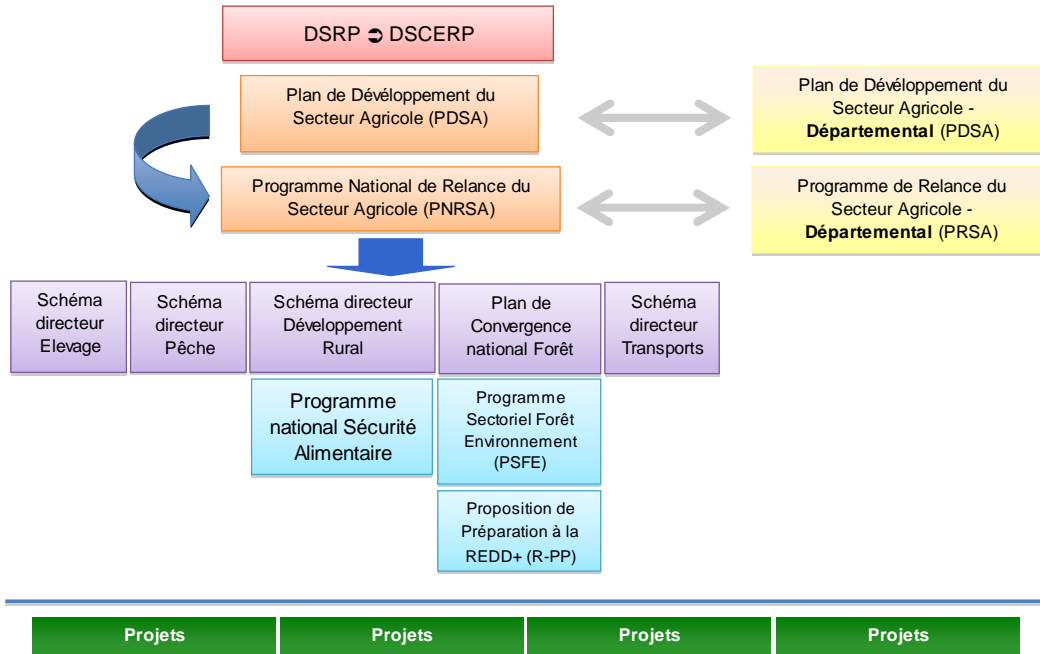 DSRP ➲ DSCERP
Plan de Dévéloppement du
Secteur Agricole (PDSA)
Plan de Dévéloppement du
Secteur Agricole -
Départemental (PDSA)
Programme National de Relance du
Secteur Agricole (PNRSA)
Programme de Relance du
Secteur Agricole -
Départemental (PRSA)
Schéma
directeur
Elevage
Schéma
directeur
Pêche
Schéma directeur
Développement
Rural
Plan de
Convergence
national Forêt
Schéma
directeur
Transports
Programme
national Sécurité
Alimentaire
Programme
Sectoriel Forêt
Environnement
(PSFE)
Proposition de
Préparation à la
REDD+ (R-PP)
Projets
Projets
Projets
Projets